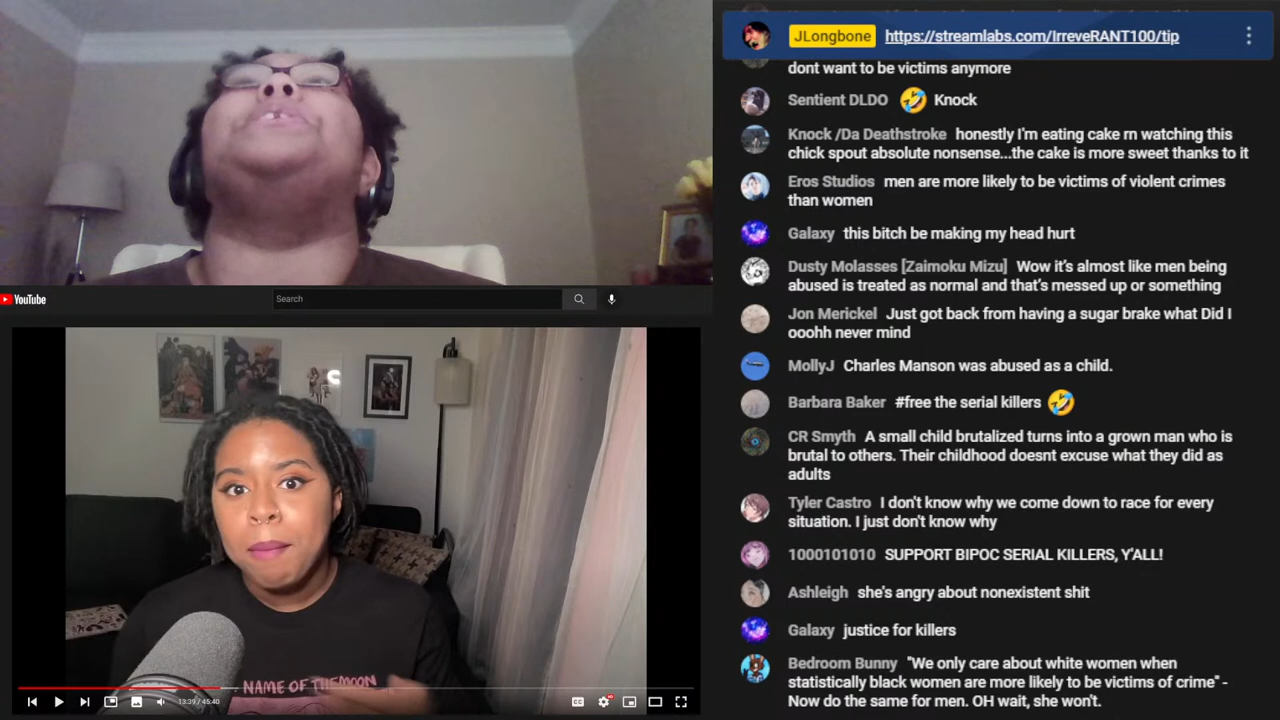 JLongbone https://streamlabs.com/IrreveRANT100/tip
dont want to be victims anymore
Sentient DLDO 🤣 Knock
Knock /Da Deathstroke honestly I'm eating cake rn watching this
chick spout absolute nonsense...the cake is more sweet thanks to it
Eros Studios men are more likely to be victims of violent crimes
than women
Galaxy this bitch be making my head hurt
Dusty Molasses [Zaimoku Mizu] Wow it's almost like men being
abused is treated as normal and that's messed up or something
Jon Merickel Just got back from having a sugar brake what Did I
ooohh never mind
MollyJ Charles Manson was abused as a child.
Barbara Baker #free the serial killers 🤣
CR Smyth A small child brutalized turns into a grown man who is
brutal to others. Their childhood doesnt excuse what they did as
adults
Tyler Castro I don't know why we come down to race for every
situation. I just don't know why
1000101010 SUPPORT BIPOC SERIAL KILLERS, Y'ALL!
Ashleigh she's angry about nonexistent shit
Galaxy justice for killers
Bedroom Bunny "We only care about white women when
statistically black women are more likely to be victims of crime" -
Now do the same for men. OH wait, she won't.
YouTube
Search
NAME OF THE MOON
13:39 / 45:40